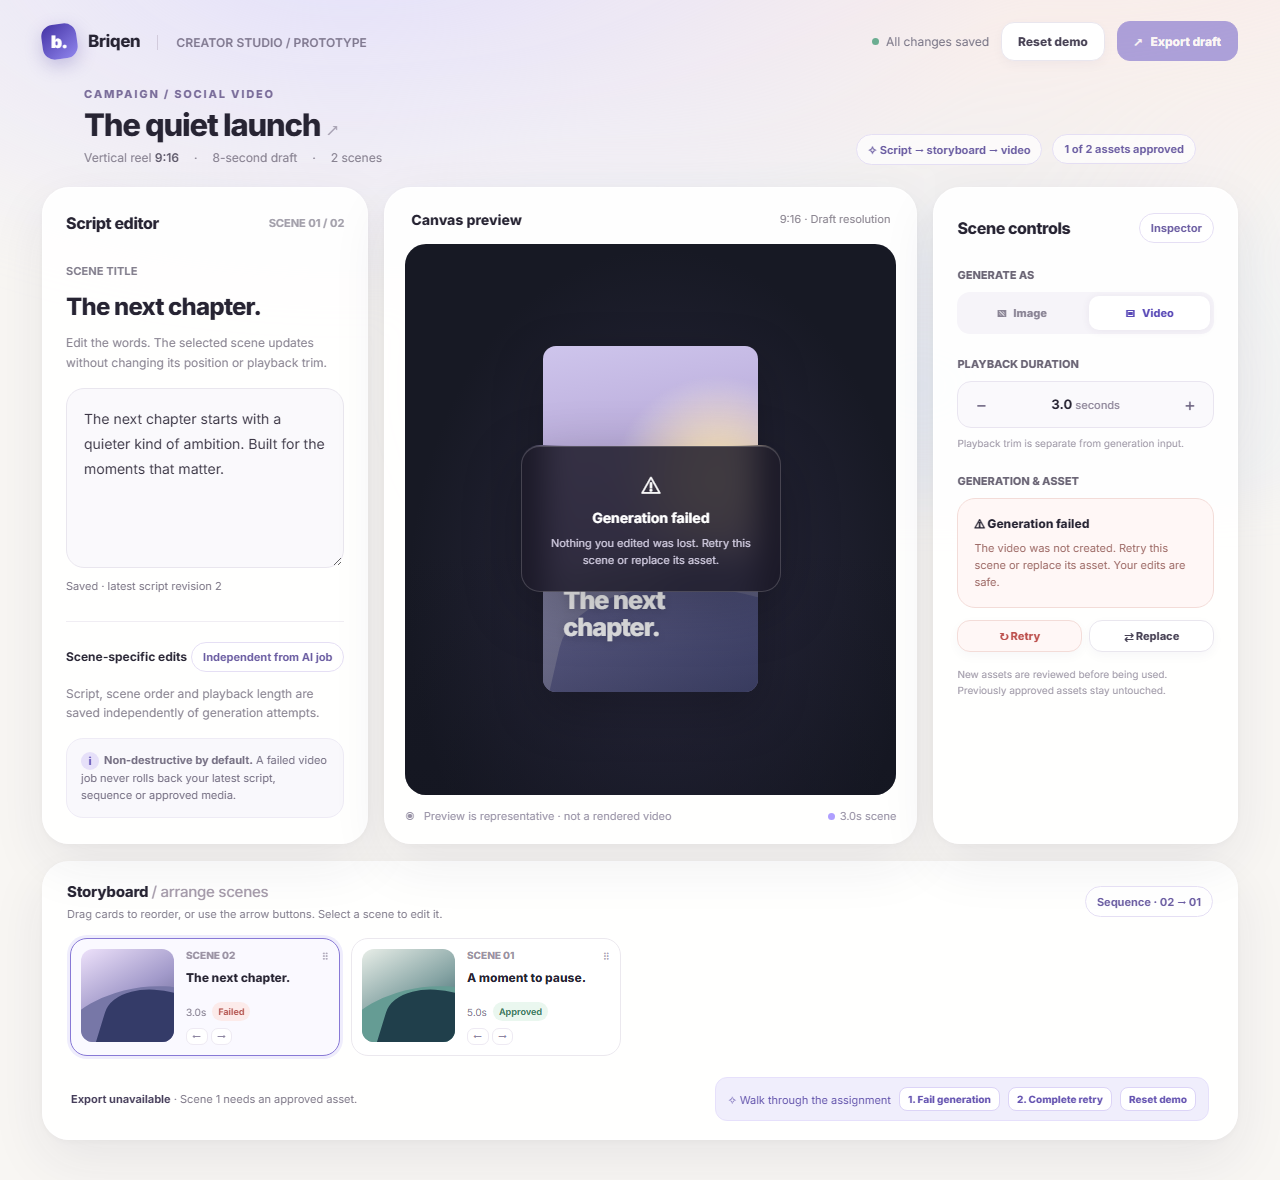 b. Briqen CREATOR STUDIO / PROTOTYPE
All changes saved
Reset demo
↗ Export draft
CAMPAIGN / SOCIAL VIDEO
The quiet launch ↗
Vertical reel 9:16 · 8-second draft · 2 scenes
✧ Script → storyboard → video
1 of 2 assets approved
Script editor
SCENE 01 / 02
SCENE TITLE
The next chapter.
Edit the words. The selected scene updates
without changing its position or playback trim.
The next chapter starts with a
quieter kind of ambition. Built for the
moments that matter.
Saved · latest script revision 2
Scene-specific edits
Independent from AI job
Script, scene order and playback length are
saved independently of generation attempts.
i Non-destructive by default. A failed video
job never rolls back your latest script,
sequence or approved media.
Canvas preview
9:16 · Draft resolution
⚠ Generation failed
Nothing you edited was lost. Retry this
scene or replace its asset.
The next
chapter.
◉ Preview is representative · not a rendered video
3.0s scene
Scene controls
Inspector
GENERATE AS
Image
Video
PLAYBACK DURATION
− 3.0 seconds +
Playback trim is separate from generation input.
GENERATION & ASSET
⚠ Generation failed
The video was not created. Retry this
scene or replace its asset. Your edits are
safe.
↻ Retry
⇄ Replace
New assets are reviewed before being used.
Previously approved assets stay untouched.
Storyboard / arrange scenes
Drag cards to reorder, or use the arrow buttons. Select a scene to edit it.
Sequence · 02 → 01
SCENE 02
The next chapter.
3.0s Failed
← →
SCENE 01
A moment to pause.
5.0s Approved
← →
Export unavailable · Scene 1 needs an approved asset.
✧ Walk through the assignment
1. Fail generation
2. Complete retry
Reset demo